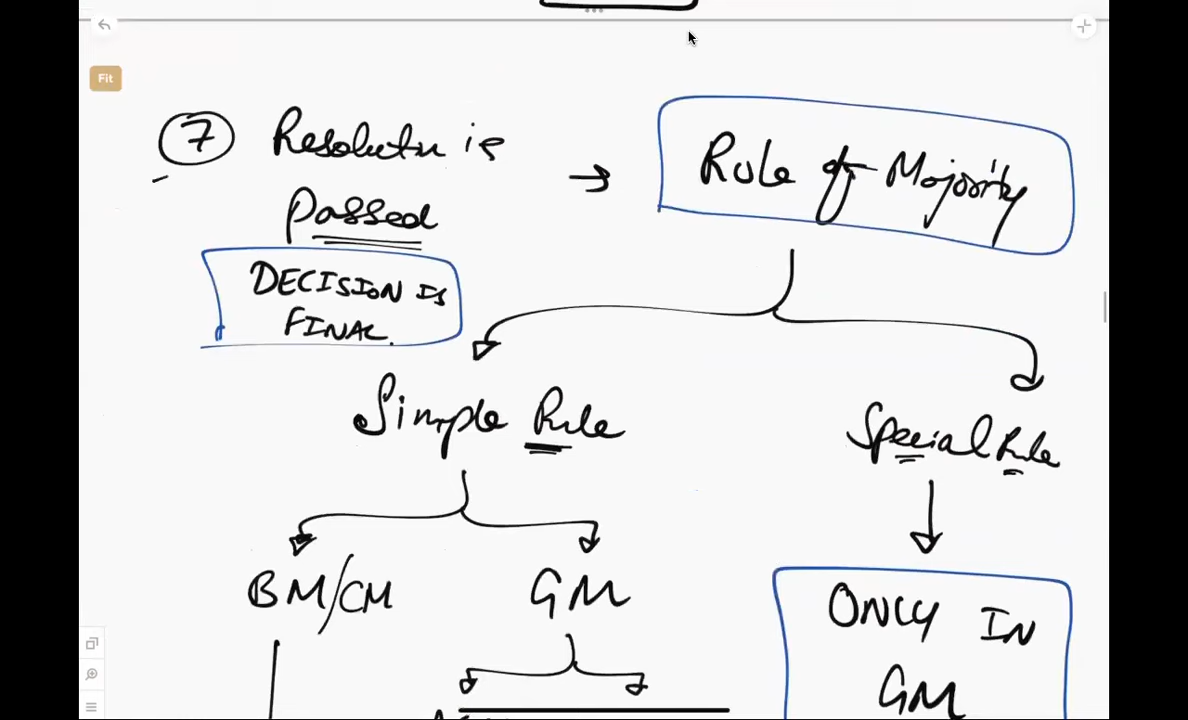 Fit
7 Resolutn is
passed
→ Rule of Majority
DECISION IS
FINAL.
Simple Rule
Special Rule
BM/CM
GM
ONLY IN
GM